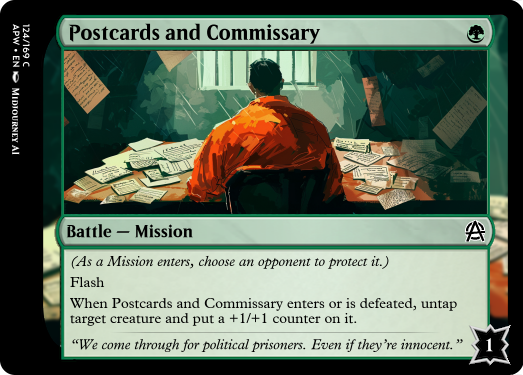 Postcards and Commissary
124/169 C
APW • EN MIDJOURNEY AI
Battle — Mission
(As a Mission enters, choose an opponent to protect it.)
Flash
When Postcards and Commissary enters or is defeated, untap
target creature and put a +1/+1 counter on it.
“We come through for political prisoners. Even if they’re innocent.”
1